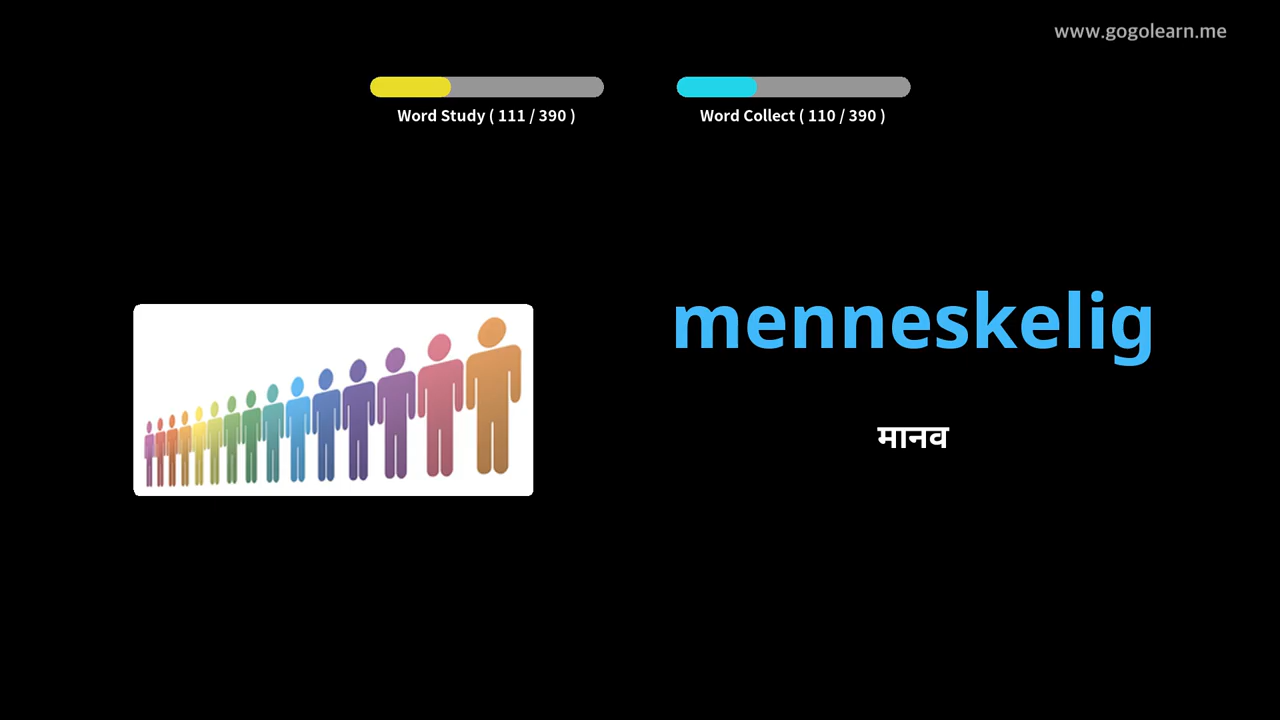 www.gogolearn.me
Word Study ( 111 / 390 )
Word Collect ( 110 / 390 )
menneskelig
मानव